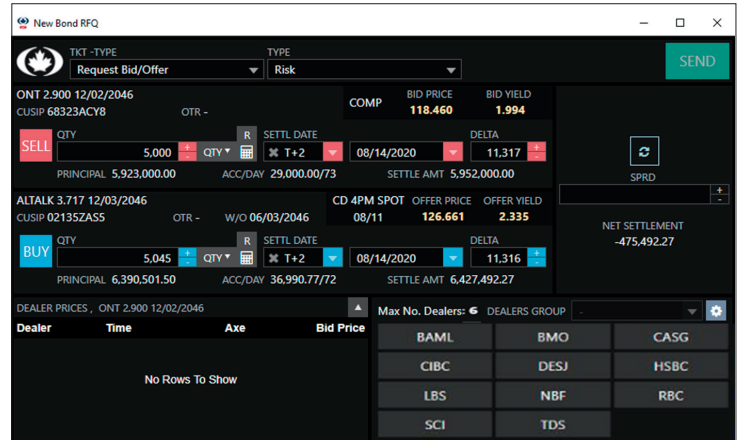 New Bond RFQ
TKT -TYPE TYPE
Request Bid/Offer Risk SEND
ONT 2.900 12/02/2046 COMP BID PRICE BID YIELD
CUSIP 68323ACY8 OTR - 118.460 1.994
SELL QTY R SETTL DATE DELTA
5,000 + - QTY T+2 08/14/2020 11,317 + -
PRINCIPAL 5,923,000.00 ACC/DAY 29,000.00/73 SETTLE AMT 5,952,000.00
SPRD
+ -
NET SETTLEMENT
-475,492.27
ALTALK 3.717 12/03/2046 CD 4PM SPOT OFFER PRICE OFFER YIELD
CUSIP 02135ZAS5 OTR - W/O 06/03/2046 08/11 126.661 2.335
BUY QTY R SETTL DATE DELTA
5,045 + - QTY T+2 08/14/2020 11,316 + -
PRINCIPAL 6,390,501.50 ACC/DAY 36,990.77/72 SETTLE AMT 6,427,492.27
DEALER PRICES , ONT 2.900 12/02/2046
Dealer Time Axe Bid Price
No Rows To Show
Max No. Dealers: 6 DEALERS GROUP -
BAML BMO CASG
CIBC DESJ HSBC
LBS NBF RBC
SCI TDS